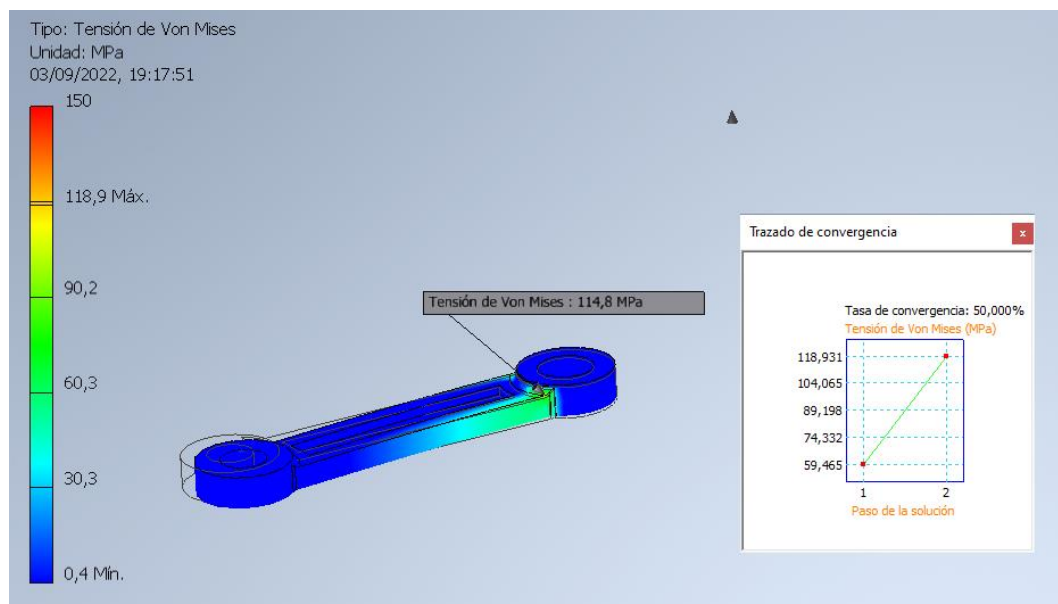 Tipo: Tensión de Von Mises
Unidad: MPa
03/09/2022, 19:17:51
150
118,9 Máx.
90,2
60,3
30,3
0,4 Mín.
Tensión de Von Mises : 114,8 MPa
Trazado de convergencia
x
Tasa de convergencia: 50,000%
Tensión de Von Mises (MPa)
118,931
104,065
89,198
74,332
59,465
1 2
Paso de la solución